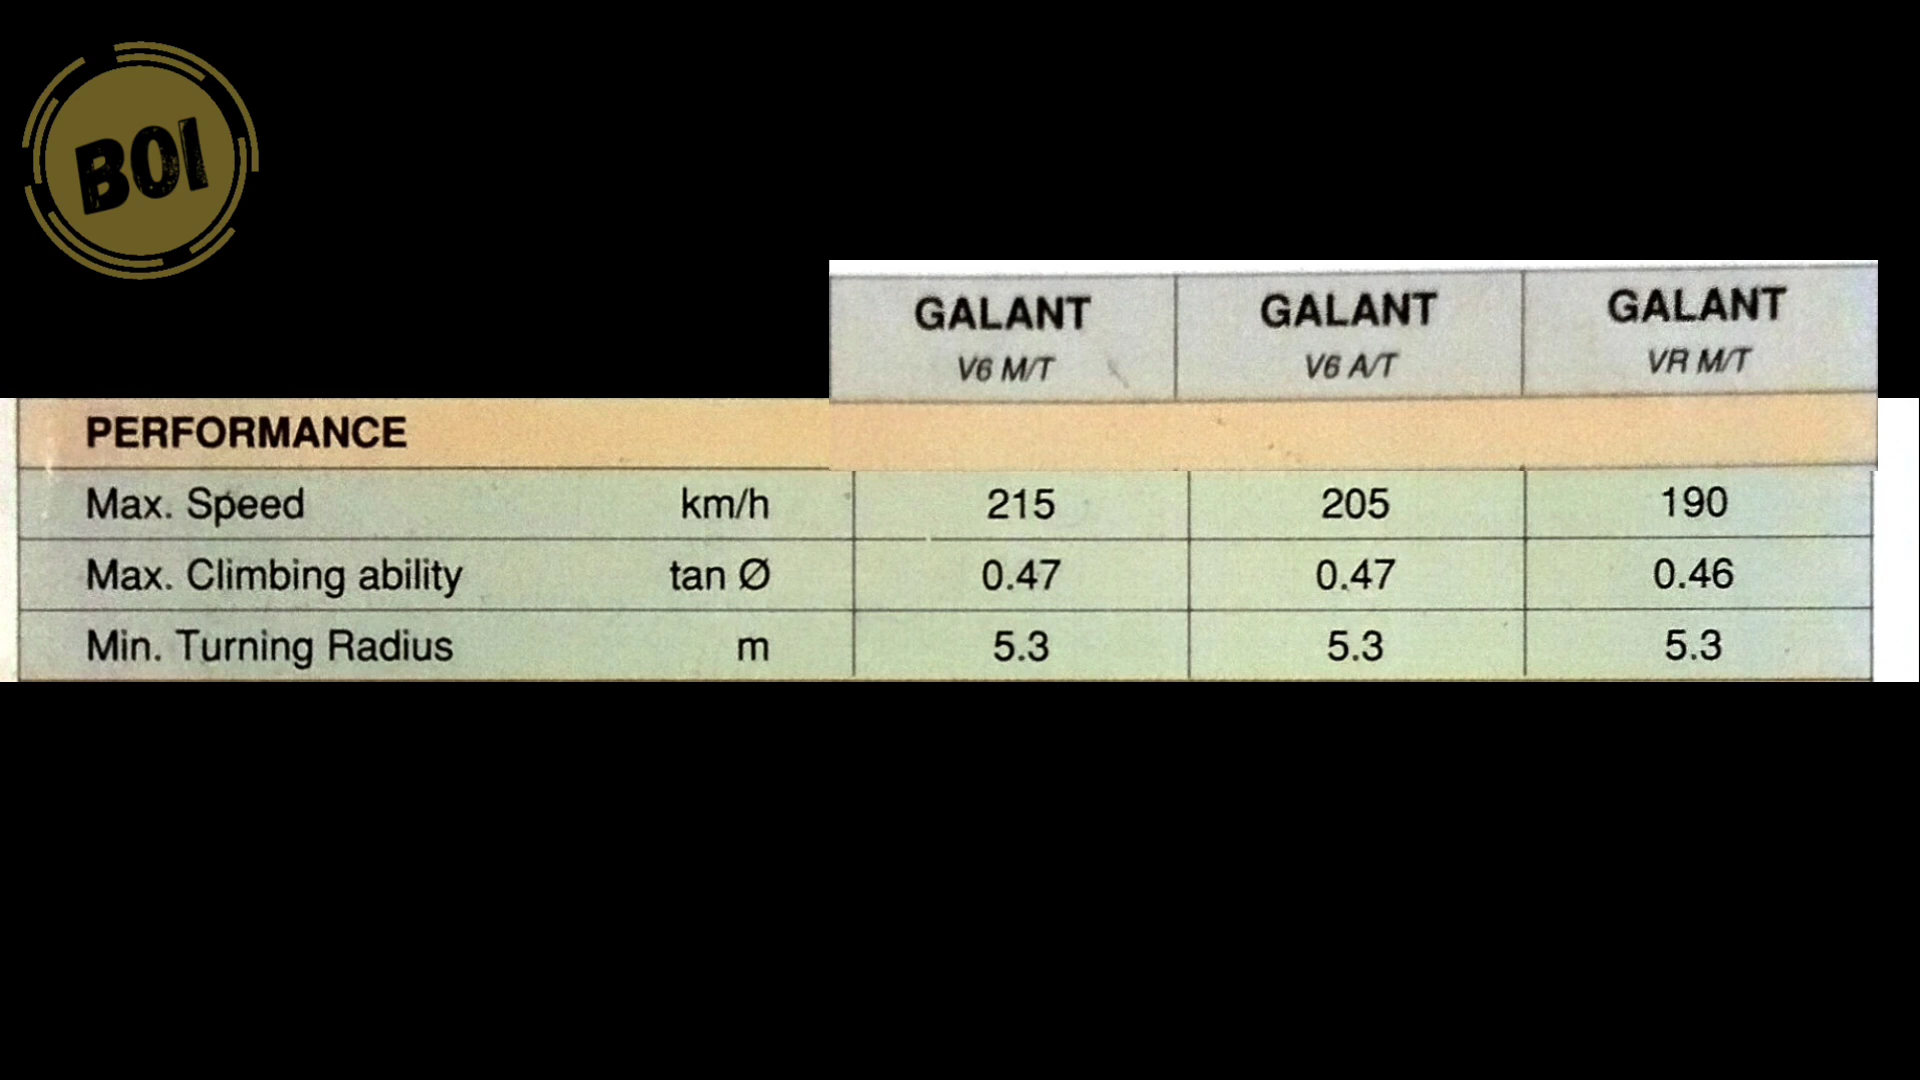 BOI
GALANT GALANT GALANT
V6 M/T V6 A/T VR M/T
PERFORMANCE
Max. Speed km/h 215 205 190
Max. Climbing ability tan Ø 0.47 0.47 0.46
Min. Turning Radius m 5.3 5.3 5.3